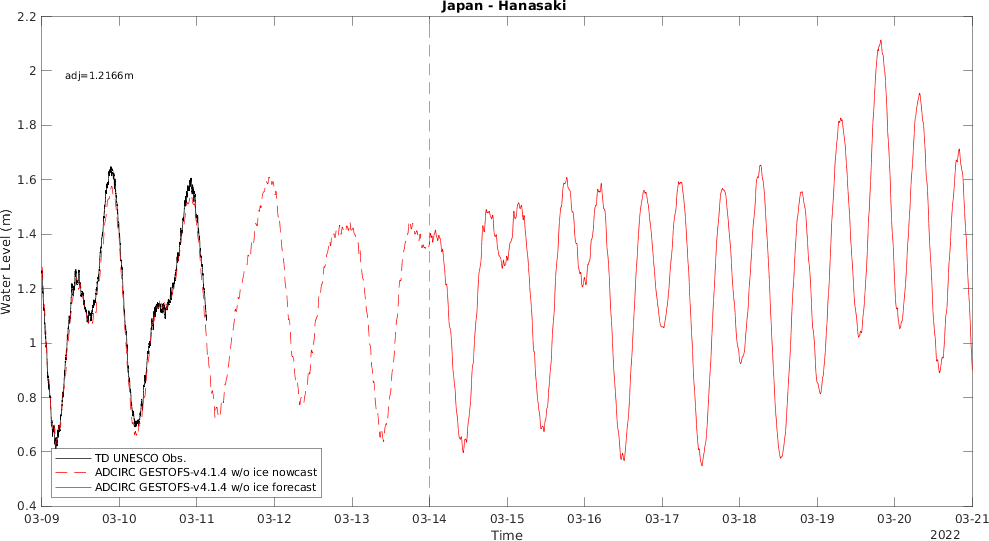 Japan - Hanasaki
2.2
2
1.8
1.6
1.4
1.2
1
0.8
0.6
0.4
Water Level (m)
adj=1.2166m
TD UNESCO Obs.
ADCIRC GESTOFS-v4.1.4 w/o ice nowcast
ADCIRC GESTOFS-v4.1.4 w/o ice forecast
03-09 03-10 03-11 03-12 03-13 03-14 03-15 03-16 03-17 03-18 03-19 03-20 03-21
Time
2022